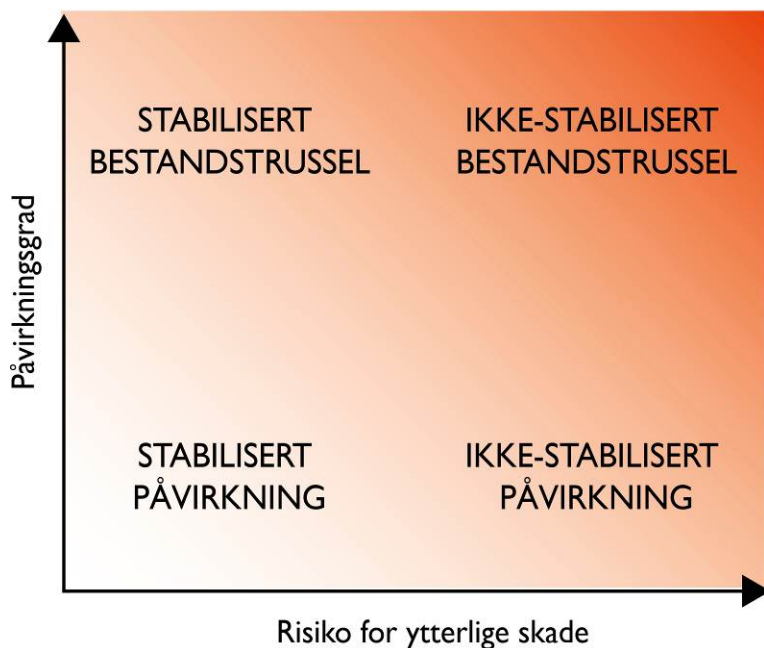 STABILISERT
BESTANDSTRUSSEL
IKKE-STABILISERT
BESTANDSTRUSSEL
Påvirkningsgrad
STABILISERT
PÅVIRKNING
IKKE-STABILISERT
PÅVIRKNING
Risiko for ytterlige skade